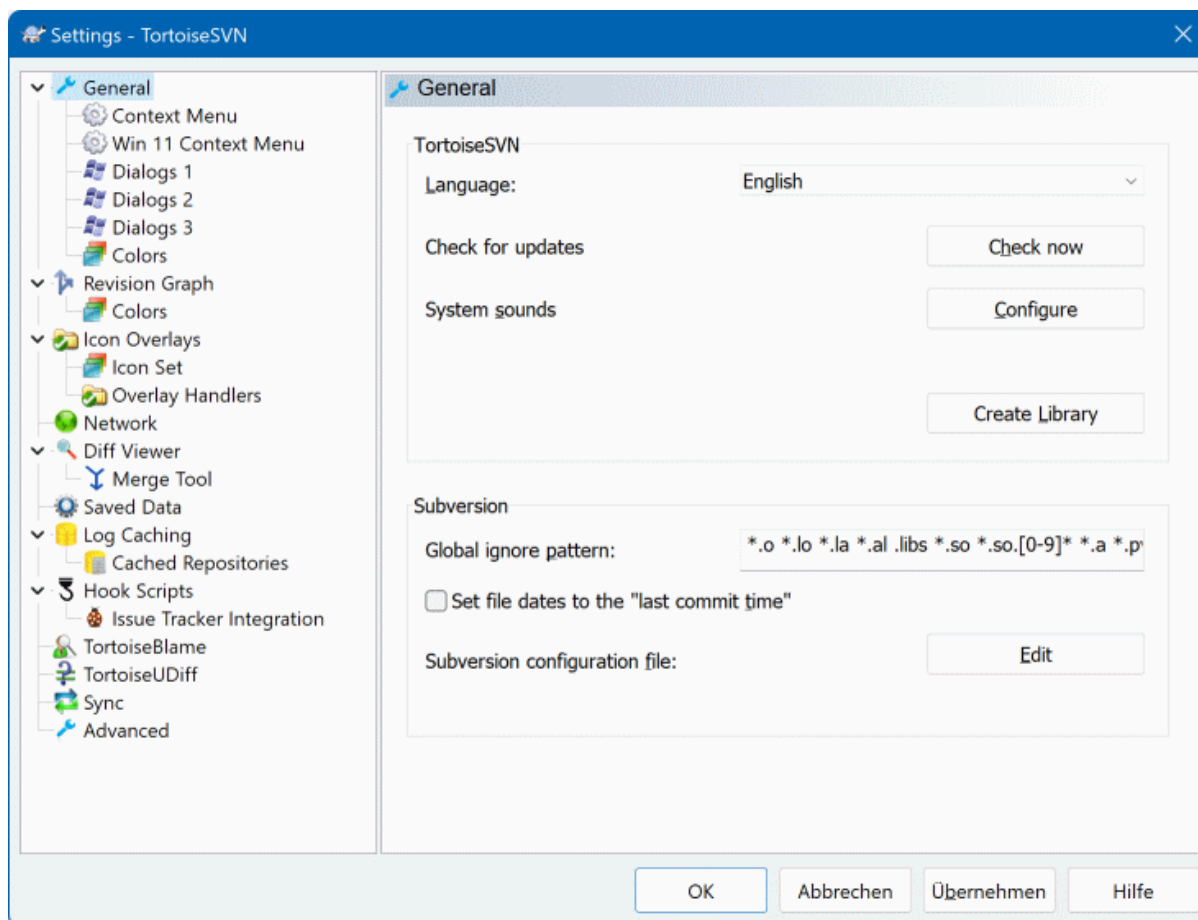 Settings - TortoiseSVN
General
Context Menu
Win 11 Context Menu
Dialogs 1
Dialogs 2
Dialogs 3
Colors
Revision Graph
Colors
Icon Overlays
Icon Set
Overlay Handlers
Network
Diff Viewer
Merge Tool
Saved Data
Log Caching
Cached Repositories
Hook Scripts
Issue Tracker Integration
TortoiseBlame
TortoiseUDiff
Sync
Advanced
General
TortoiseSVN
Language: English
Check for updates Check now
System sounds Configure
Create Library
Subversion
Global ignore pattern: *.o *.lo *.la *.al .libs *.so *.so.[0-9]* *.a
Set file dates to the "last commit time"
Subversion configuration file: Edit
OK Abbrechen Übernehmen Hilfe